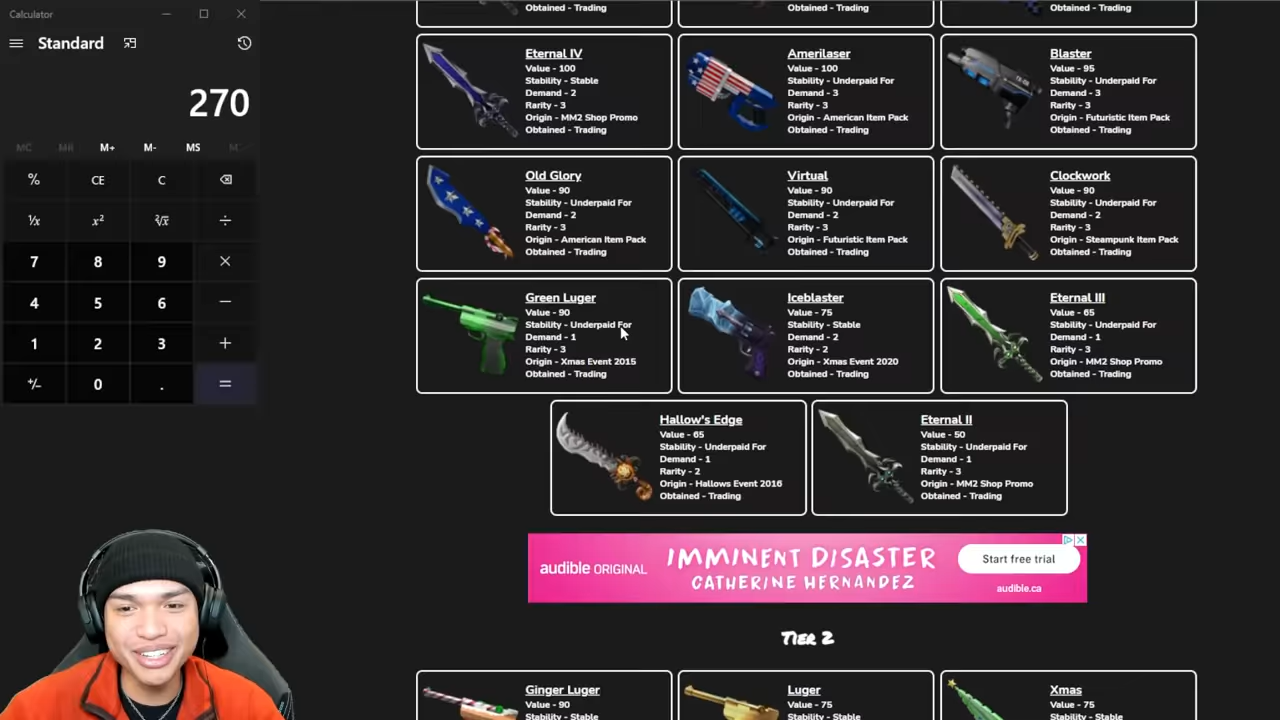 Calculator
Standard
270
MC MR M+ M- MS
% CE C
¹/x x² ²√x ÷
7 8 9 ×
4 5 6 −
1 2 3 +
+/− 0 . =
Obtained - Trading
Obtained - Trading
Obtained - Trading
Eternal IV
Value - 100
Stability - Stable
Demand - 2
Rarity - 3
Origin - MM2 Shop Promo
Obtained - Trading
Amerilaser
Value - 100
Stability - Underpaid For
Demand - 3
Rarity - 3
Origin - American Item Pack
Obtained - Trading
Blaster
Value - 95
Stability - Underpaid For
Demand - 3
Rarity - 3
Origin - Futuristic Item Pack
Obtained - Trading
Old Glory
Value - 90
Stability - Underpaid For
Demand - 2
Rarity - 3
Origin - American Item Pack
Obtained - Trading
Virtual
Value - 90
Stability - Underpaid For
Demand - 2
Rarity - 3
Origin - Futuristic Item Pack
Obtained - Trading
Clockwork
Value - 90
Stability - Underpaid For
Demand - 2
Rarity - 3
Origin - Steampunk Item Pack
Obtained - Trading
Green Luger
Value - 90
Stability - Underpaid For
Demand - 1
Rarity - 3
Origin - Xmas Event 2015
Obtained - Trading
Iceblaster
Value - 75
Stability - Stable
Demand - 2
Rarity - 2
Origin - Xmas Event 2020
Obtained - Trading
Eternal III
Value - 65
Stability - Underpaid For
Demand - 1
Rarity - 3
Origin - MM2 Shop Promo
Obtained - Trading
Hallow's Edge
Value - 65
Stability - Underpaid For
Demand - 1
Rarity - 2
Origin - Hallows Event 2016
Obtained - Trading
Eternal II
Value - 50
Stability - Underpaid For
Demand - 1
Rarity - 3
Origin - MM2 Shop Promo
Obtained - Trading
audible ORIGINAL
IMMINENT DISASTER
CATHERINE HERNANDEZ
Start free trial
audible.ca
Tier 2
Ginger Luger
Value - 90
Stability - Underpaid For
Luger
Value - 75
Stability - Stable
Xmas
Value - 75
Stability - Stable